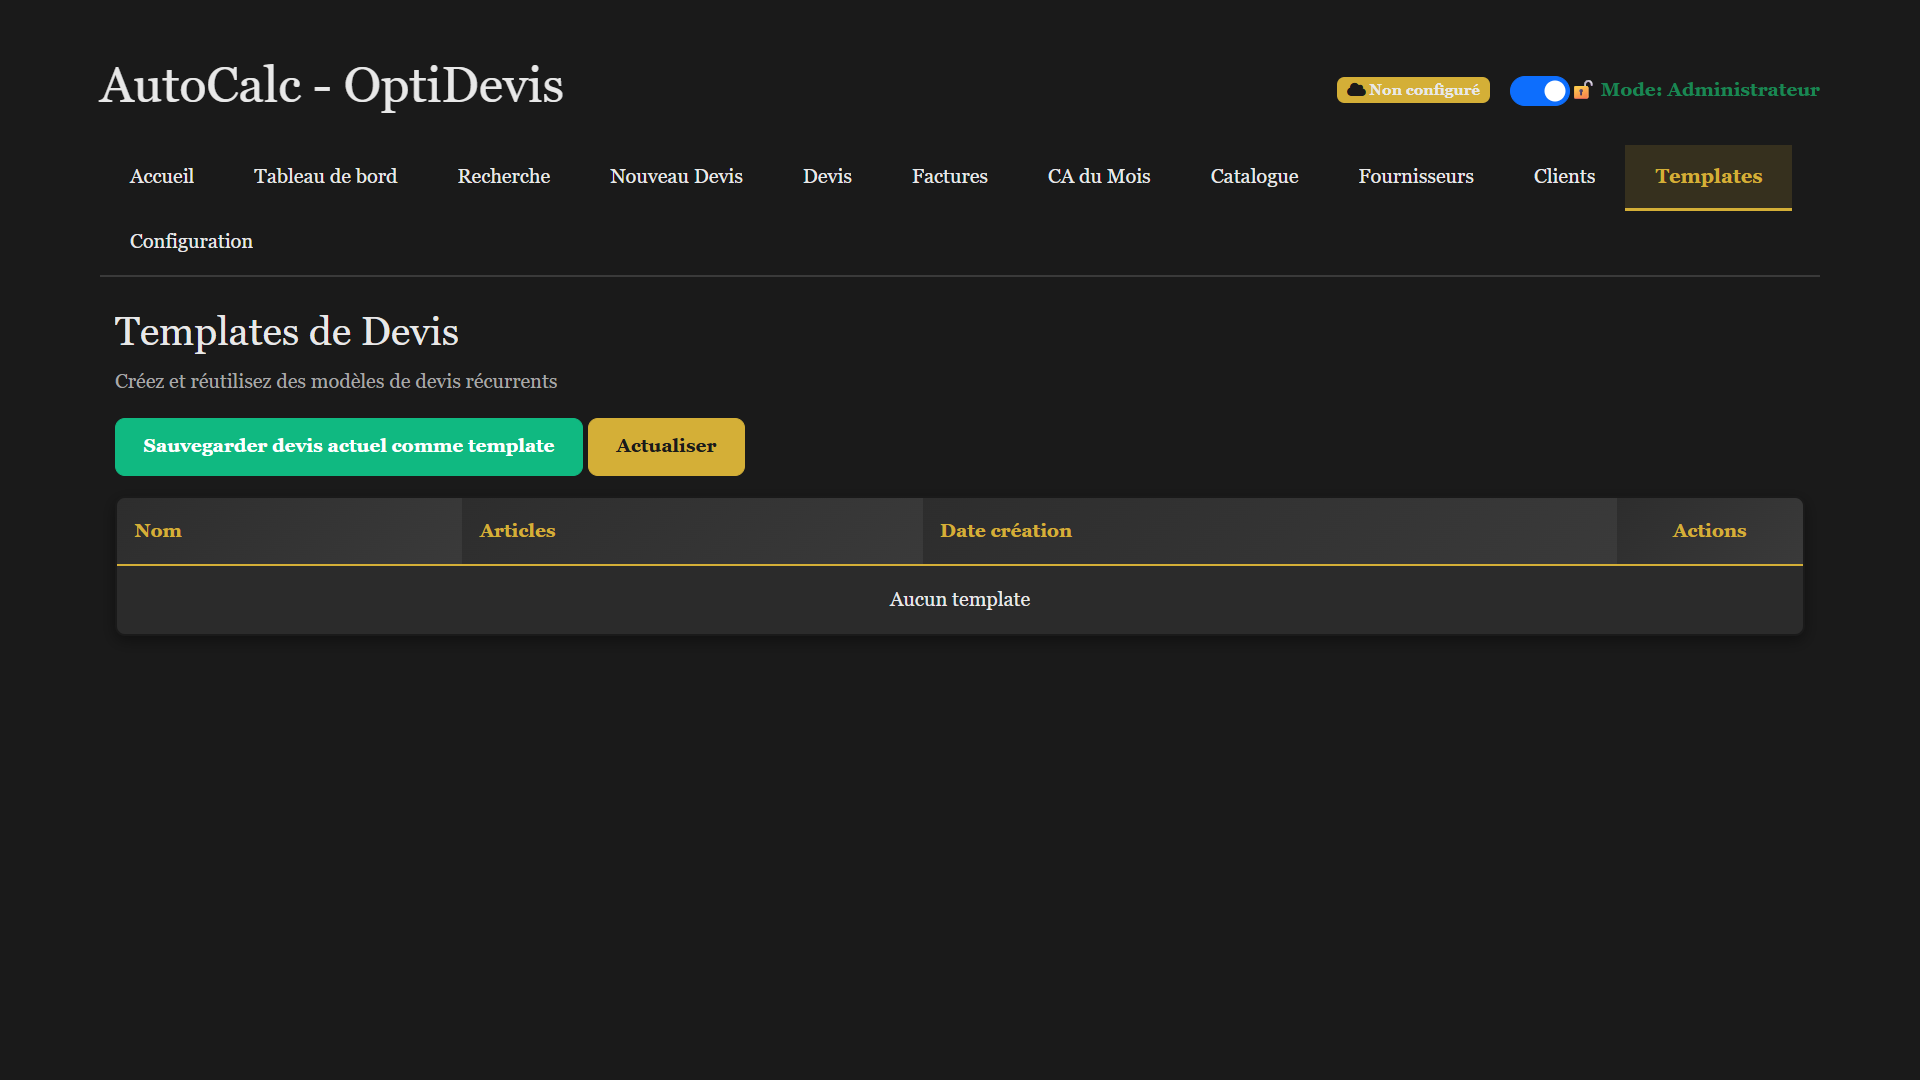 AutoCalc - OptiDevis
Non configuré
Mode: Administrateur
Accueil Tableau de bord Recherche Nouveau Devis Devis Factures CA du Mois Catalogue Fournisseurs Clients Templates
Configuration
Templates de Devis
Créez et réutilisez des modèles de devis récurrents
Sauvegarder devis actuel comme template Actualiser
Nom Articles Date création Actions
Aucun template